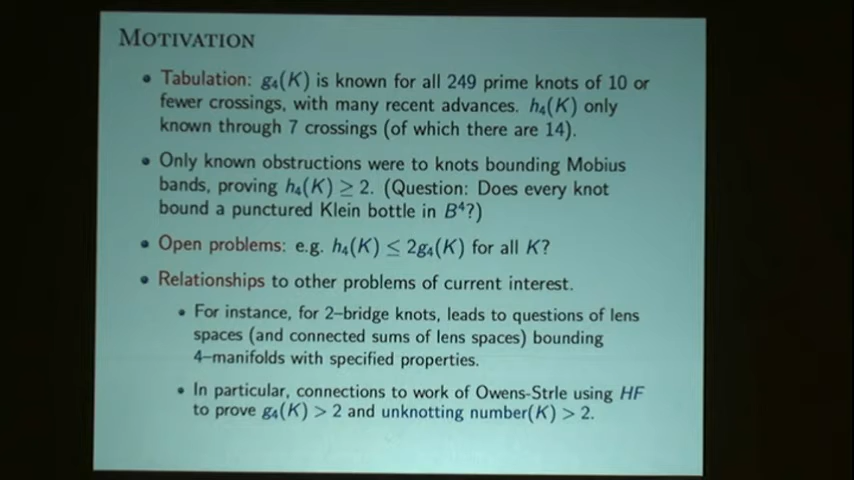 MOTIVATION
• Tabulation: g₄(K) is known for all 249 prime knots of 10 or
fewer crossings, with many recent advances. h₄(K) only
known through 7 crossings (of which there are 14).
• Only known obstructions were to knots bounding Mobius
bands, proving h₄(K) ≥ 2. (Question: Does every knot
bound a punctured Klein bottle in B⁴?)
• Open problems: e.g. h₄(K) ≤ 2g₄(K) for all K?
• Relationships to other problems of current interest.
• For instance, for 2–bridge knots, leads to questions of lens
spaces (and connected sums of lens spaces) bounding
4–manifolds with specified properties.
• In particular, connections to work of Owens-Strle using HF
to prove g₄(K) > 2 and unknotting number(K) > 2.